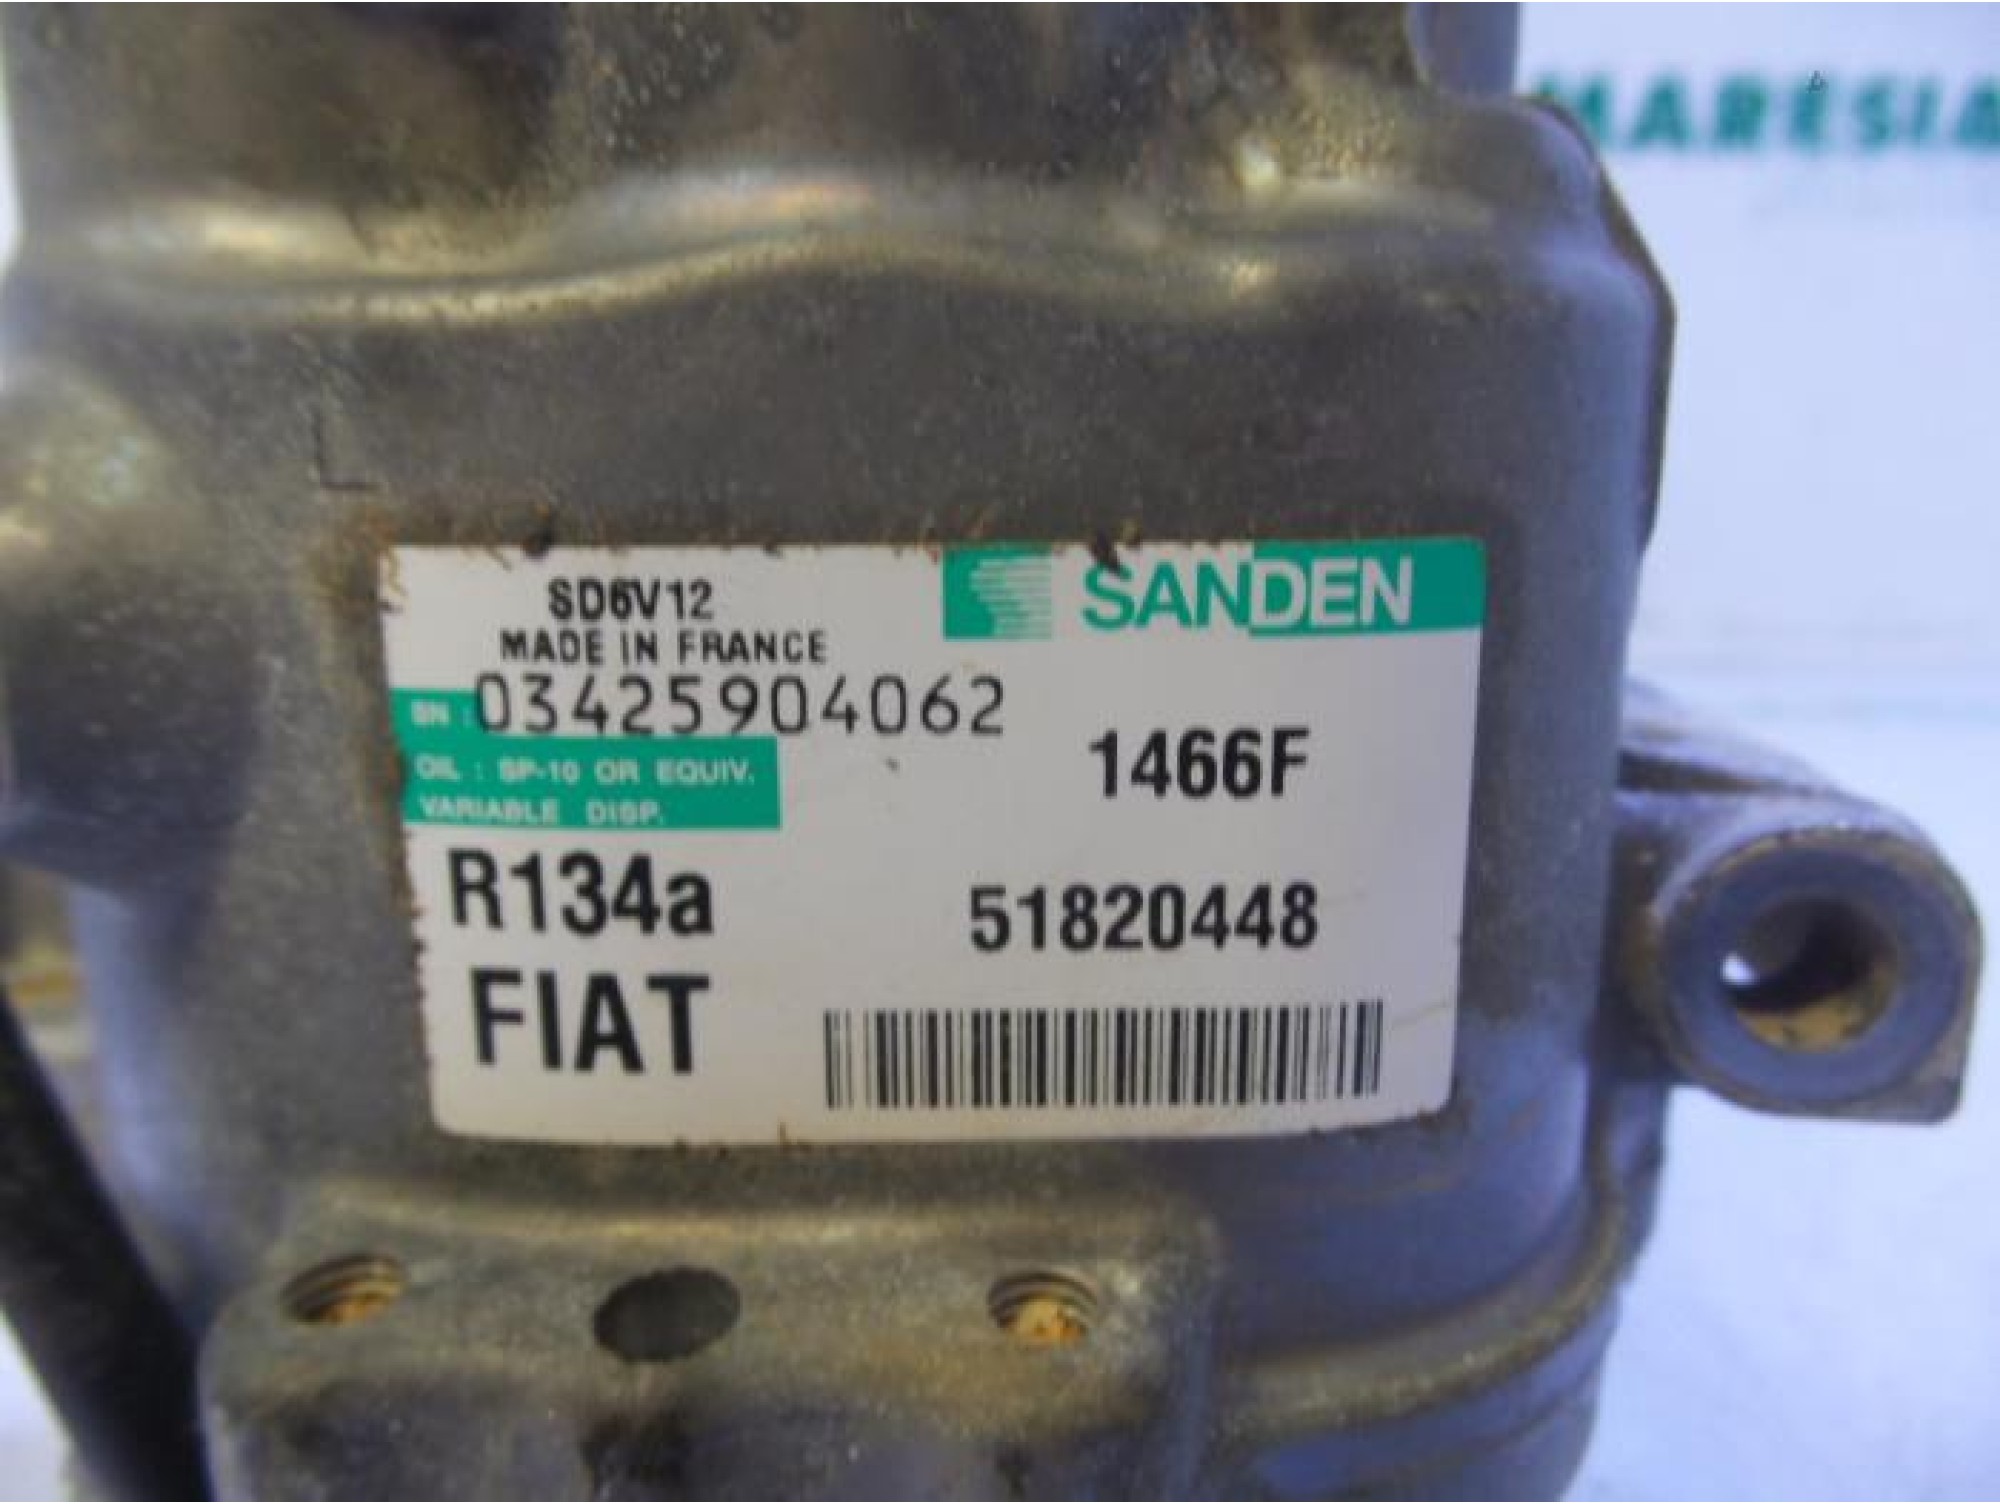 MARESIA
SD6V12
SANDEN
MADE IN FRANCE
SN : 03425904062
1466F
OIL : SP-10 OR EQUIV.
VARIABLE DISP.
R134a
51820448
FIAT